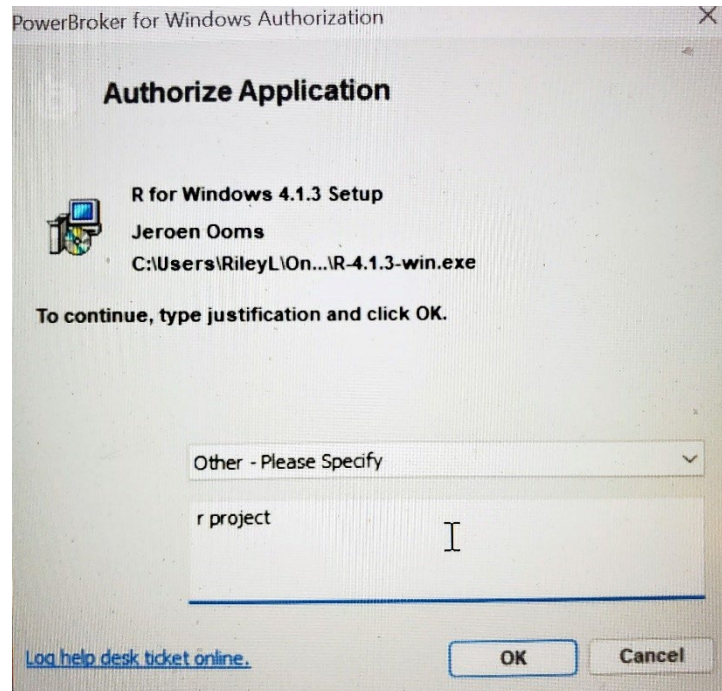 PowerBroker for Windows Authorization
Authorize Application
R for Windows 4.1.3 Setup
Jeroen Ooms
C:\Users\RileyL\On...\R-4.1.3-win.exe
To continue, type justification and click OK.
Other - Please Specify
r project
Log help desk ticket online.
OK
Cancel